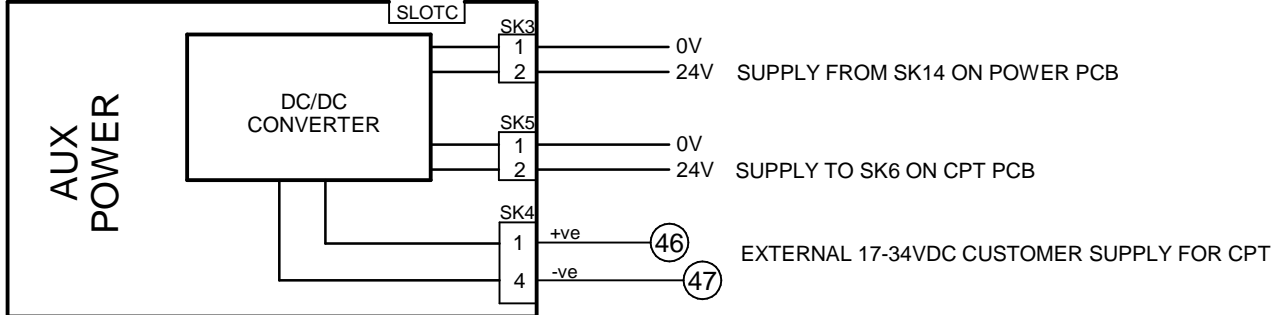 SLOTC
AUX
POWER
DC/DC
CONVERTER
SK3
1 0V
2 24V SUPPLY FROM SK14 ON POWER PCB
SK5
1 0V
2 24V SUPPLY TO SK6 ON CPT PCB
SK4
1 +ve 46
EXTERNAL 17-34VDC CUSTOMER SUPPLY FOR CPT
4 -ve 47